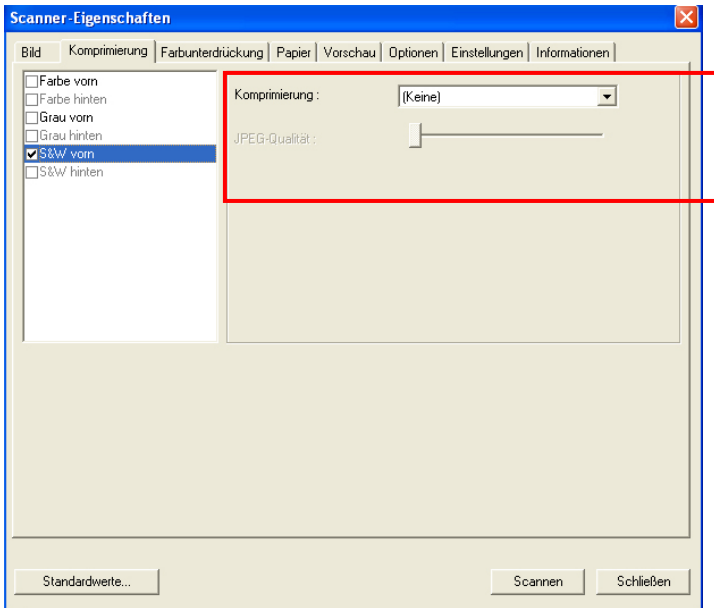 Scanner-Eigenschaften
Bild Komprimierung Farbunterdrückung Papier Vorschau Optionen Einstellungen Informationen
Farbe vorn
Farbe hinten
Grau vorn
Grau hinten
S&W vorn
S&W hinten
Komprimierung : (Keine)
JPEG-Qualität :
Standardwerte... Scannen Schließen